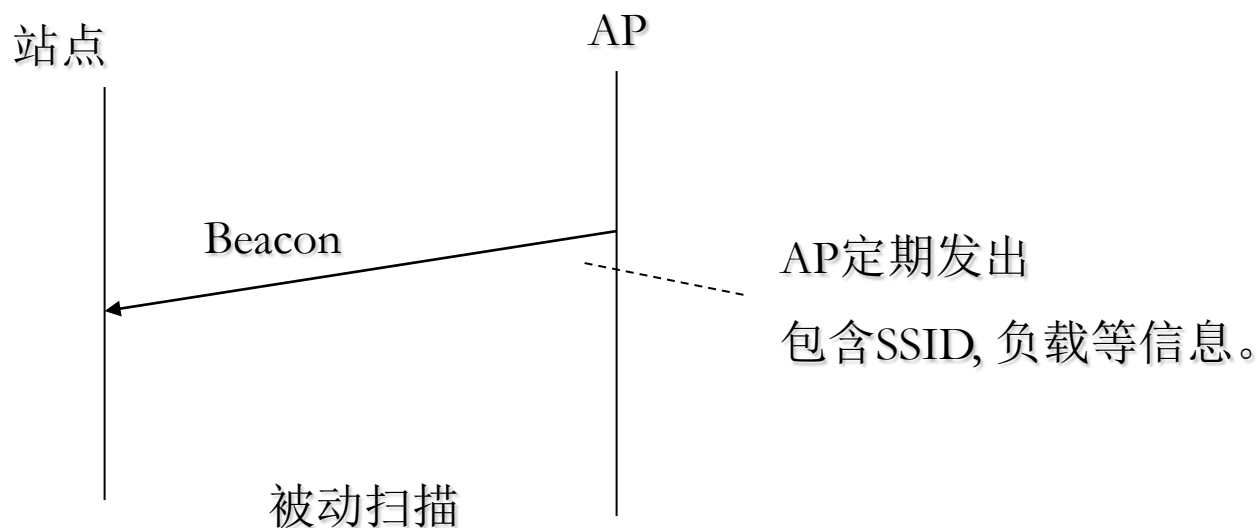 站点
AP
Beacon
AP定期发出
包含SSID, 负载等信息。
被动扫描